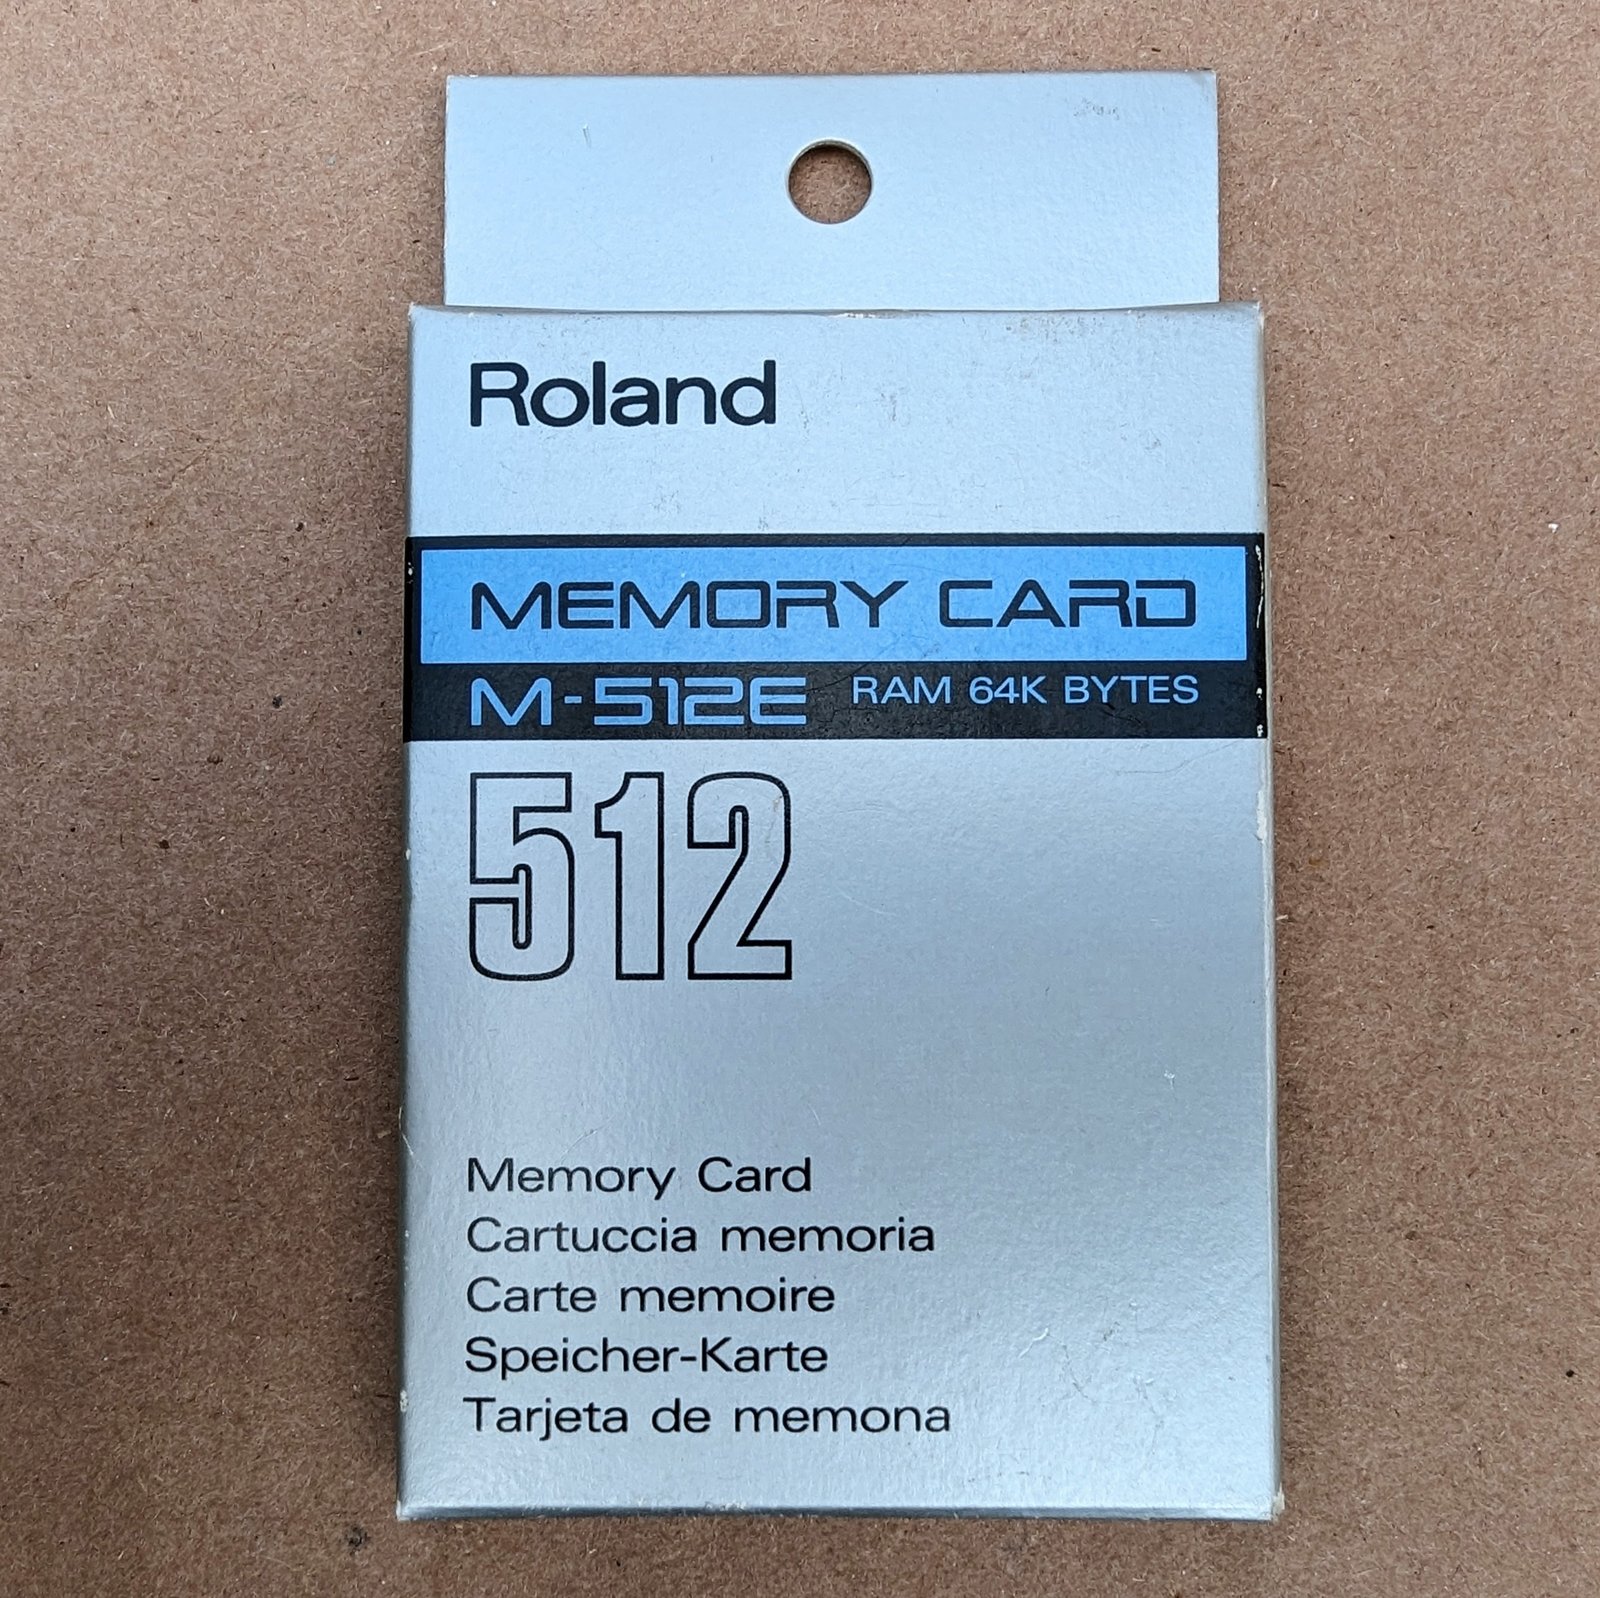 Roland
MEMORY CARD
M-512E RAM 64K BYTES
512
Memory Card
Cartuccia memoria
Carte memoire
Speicher-Karte
Tarjeta de memona